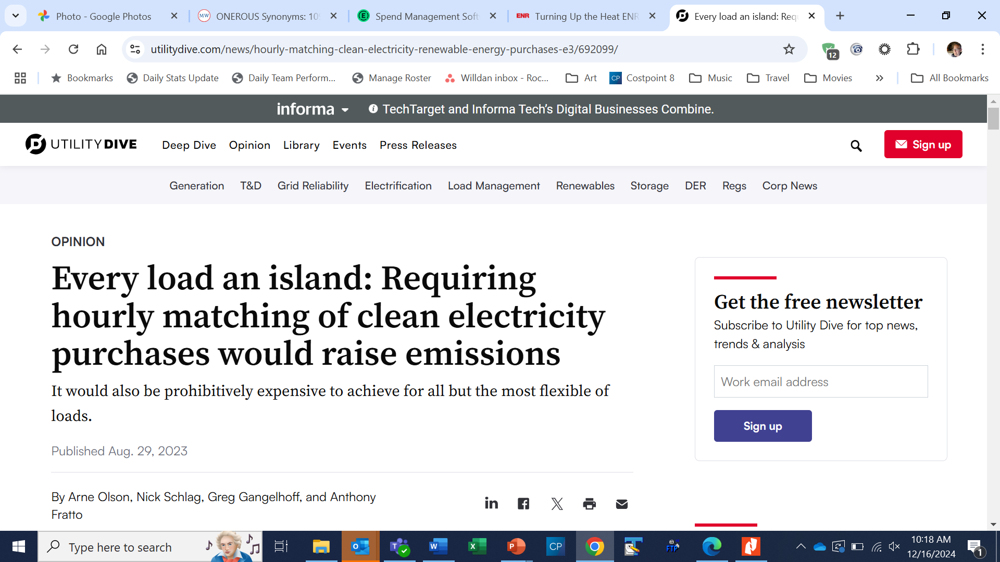 Photo - Google Photos
MW
ONEROUS Synonyms: 109
Spend Management Soft
ENR
Turning Up the Heat ENR
Every load an island: Req
utilitydive.com/news/hourly-matching-clean-electricity-renewable-energy-purchases-e3/692099/
12
Bookmarks
Daily Stats Update
Daily Team Perform...
Manage Roster
Willdan inbox - Roc...
Art
CP
Costpoint 8
Music
Travel
Movies
All Bookmarks
informa
TechTarget and Informa Tech's Digital Businesses Combine.
UTILITY DIVE
Deep Dive
Opinion
Library
Events
Press Releases
Sign up
Generation
T&D
Grid Reliability
Electrification
Load Management
Renewables
Storage
DER
Regs
Corp News
OPINION
Every load an island: Requiring
hourly matching of clean electricity
purchases would raise emissions
It would also be prohibitively expensive to achieve for all but the most flexible of
loads.
Published Aug. 29, 2023
By Arne Olson, Nick Schlag, Greg Gangelhoff, and Anthony
Fratto
Get the free newsletter
Subscribe to Utility Dive for top news,
trends & analysis
Work email address
Sign up
Type here to search
CP
FTP
10:18 AM
12/16/2024
1